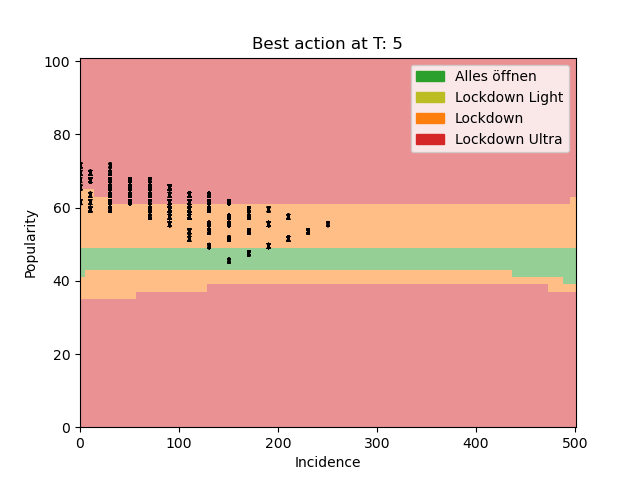 Best action at T: 5
Alles öffnen
Lockdown Light
Lockdown
Lockdown Ultra
100
80
60
40
20
0
Popularity
0 100 200 300 400 500
Incidence